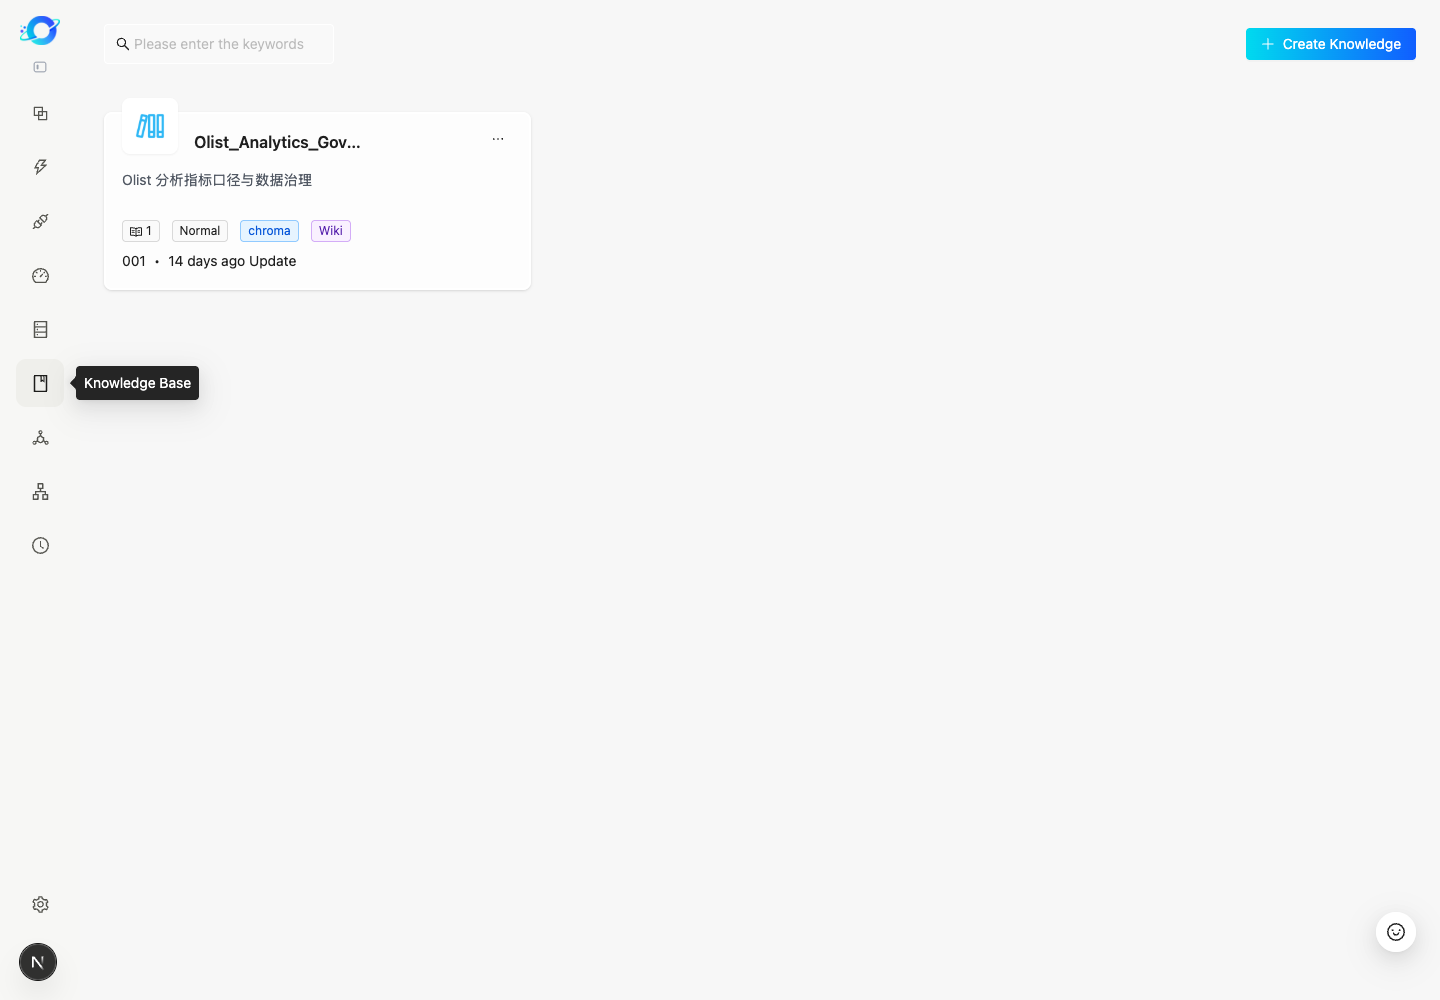 Please enter the keywords
Create Knowledge
Olist_Analytics_Gov...
Olist 分析指标口径与数据治理
1 Normal chroma Wiki
001 • 14 days ago Update
Knowledge Base
N